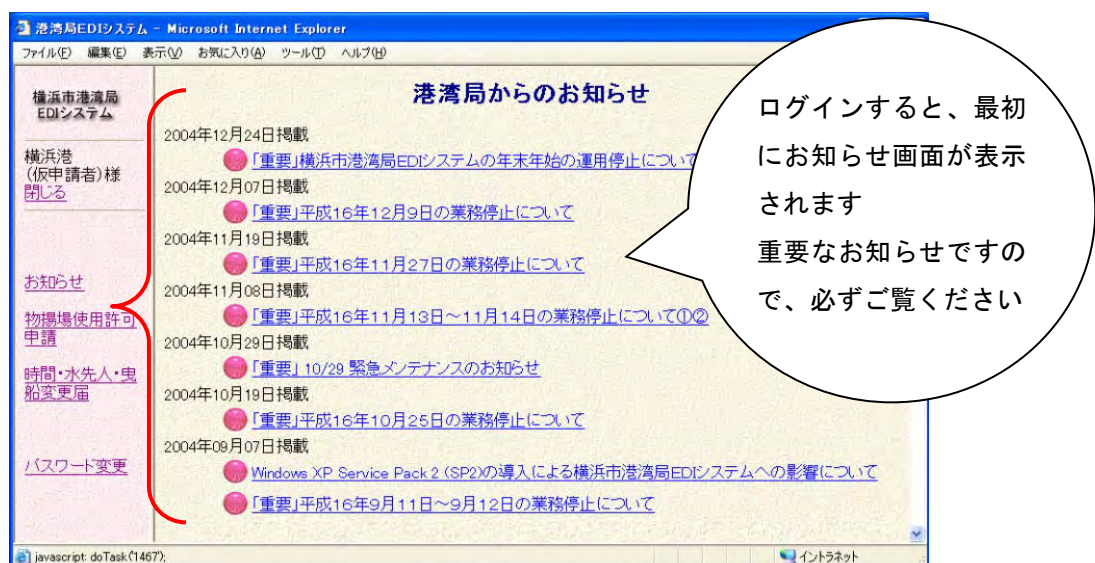 港湾局EDIシステム - Microsoft Internet Explorer
ファイル(F) 編集(E) 表示(V) お気に入り(A) ツール(T) ヘルプ(H)
横浜市港湾局
EDIシステム
横浜港
(仮申請者)様
閉じる
お知らせ
物揚場使用許可
申請
時間・水先人・曳
船変更届
パスワード変更
港湾局からのお知らせ
2004年12月24日掲載
「重要」横浜市港湾局EDIシステムの年末年始の運用停止について
2004年12月07日掲載
「重要」平成16年12月9日の業務停止について
2004年11月19日掲載
「重要」平成16年11月27日の業務停止について
2004年11月08日掲載
「重要」平成16年11月13日~11月14日の業務停止について①②
2004年10月29日掲載
「重要」 10/29 緊急メンテナンスのお知らせ
2004年10月19日掲載
「重要」平成16年10月25日の業務停止について
2004年09月07日掲載
Windows XP Service Pack 2 (SP2)の導入による横浜市港湾局EDIシステムへの影響について
「重要」平成16年9月11日~9月12日の業務停止について
ログインすると、最初
にお知らせ画面が表示
されます
重要なお知らせですの
で、必ずご覧ください
javascript: doTask('1467');
イントラネット